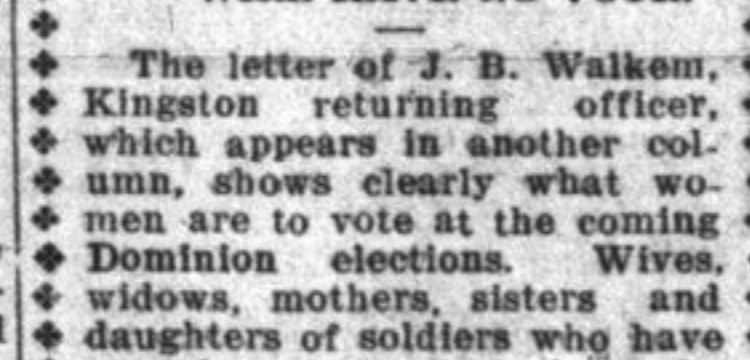 The letter of J. B. Walkem,
Kingston returning officer,
which appears in another col-
umn, shows clearly what wo-
men are to vote at the coming
Dominion elections. Wives,
widows, mothers, sisters and
daughters of soldiers who have